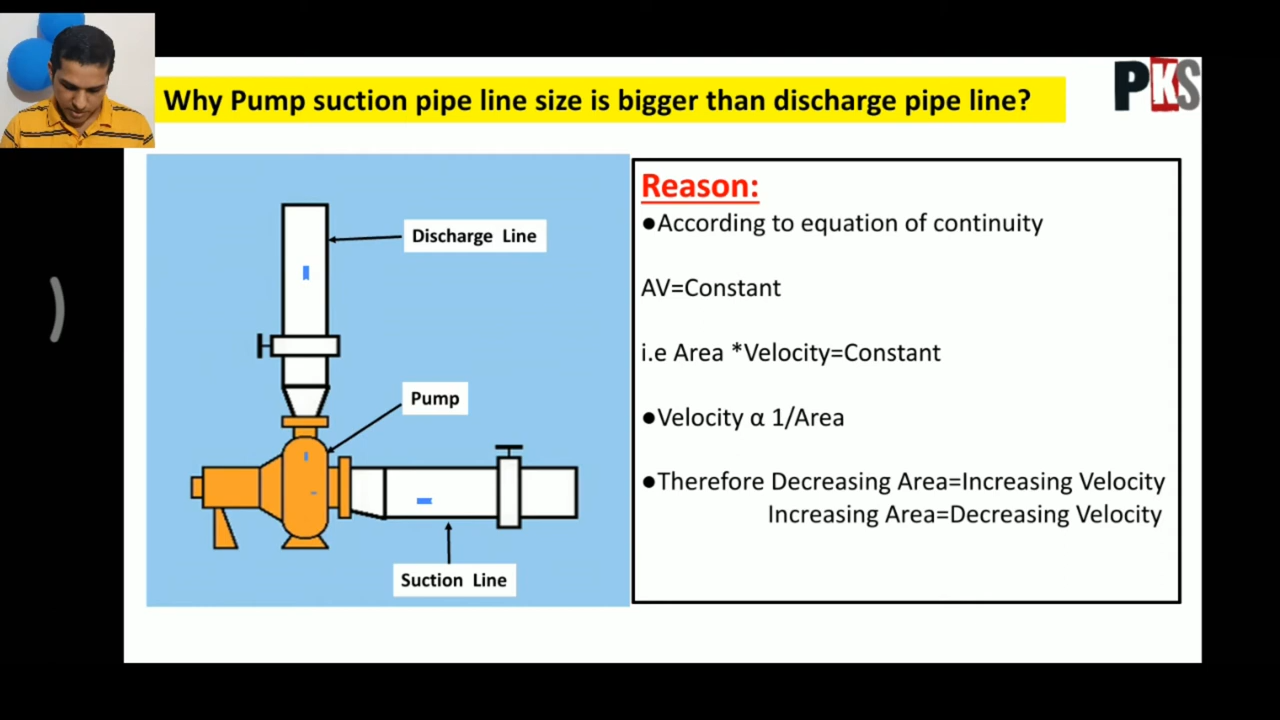 Why Pump suction pipe line size is bigger than discharge pipe line?
PKS
Discharge Line
Pump
Suction Line
Reason:
●According to equation of continuity
AV=Constant
i.e Area *Velocity=Constant
●Velocity α 1/Area
●Therefore Decreasing Area=Increasing Velocity
Increasing Area=Decreasing Velocity